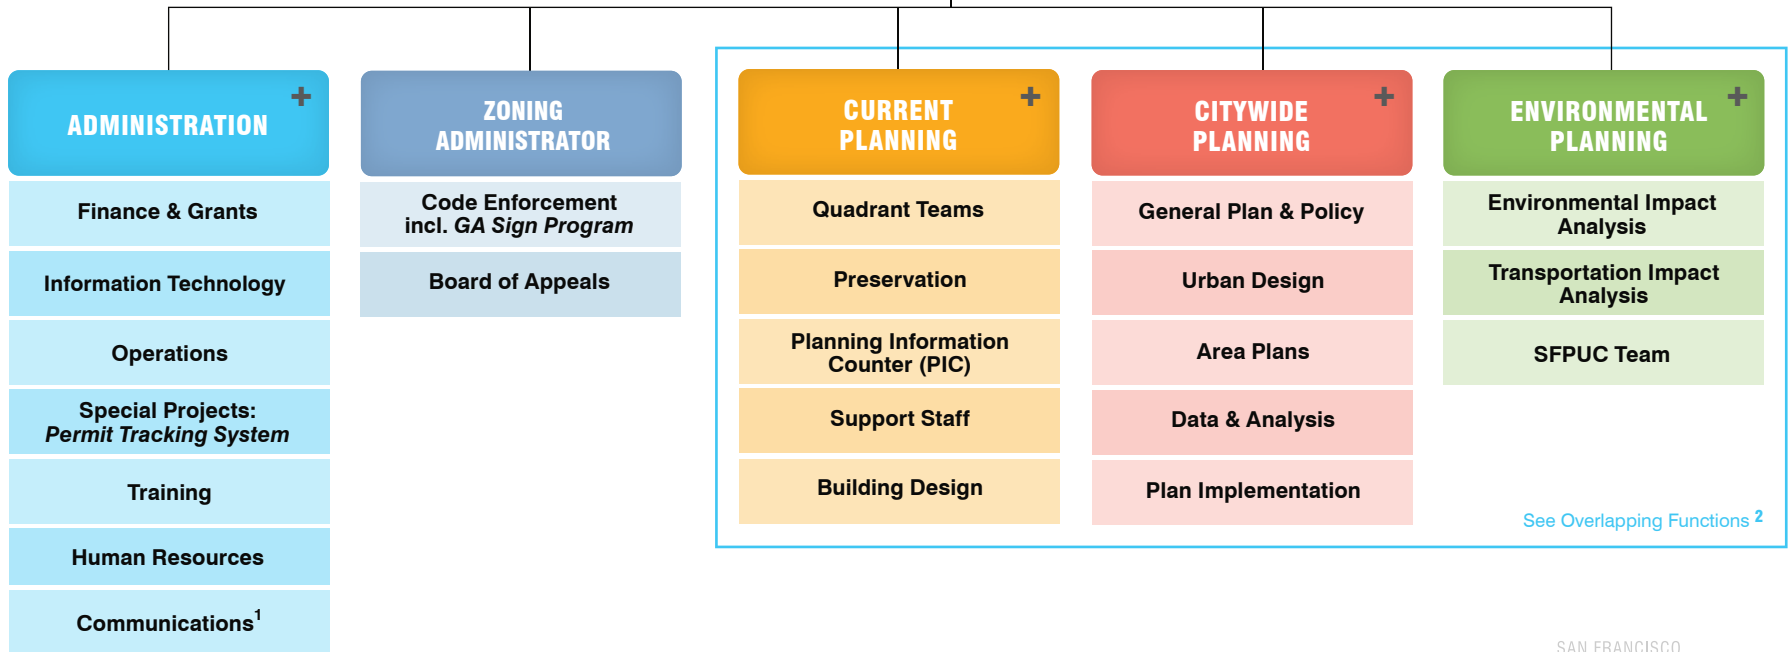 ADMINISTRATION
Finance & Grants
Information Technology
Operations
Special Projects:
Permit Tracking System
Training
Human Resources
Communications1
ZONING
ADMINISTRATOR
Code Enforcement
incl. GA Sign Program
Board of Appeals
CURRENT
PLANNING
Quadrant Teams
Preservation
Planning Information
Counter (PIC)
Support Staff
Building Design
CITYWIDE
PLANNING
General Plan & Policy
Urban Design
Area Plans
Data & Analysis
Plan Implementation
ENVIRONMENTAL
PLANNING
Environmental Impact
Analysis
Transportation Impact
Analysis
SFPUC Team
See Overlapping Functions 2
SAN FRANCISCO